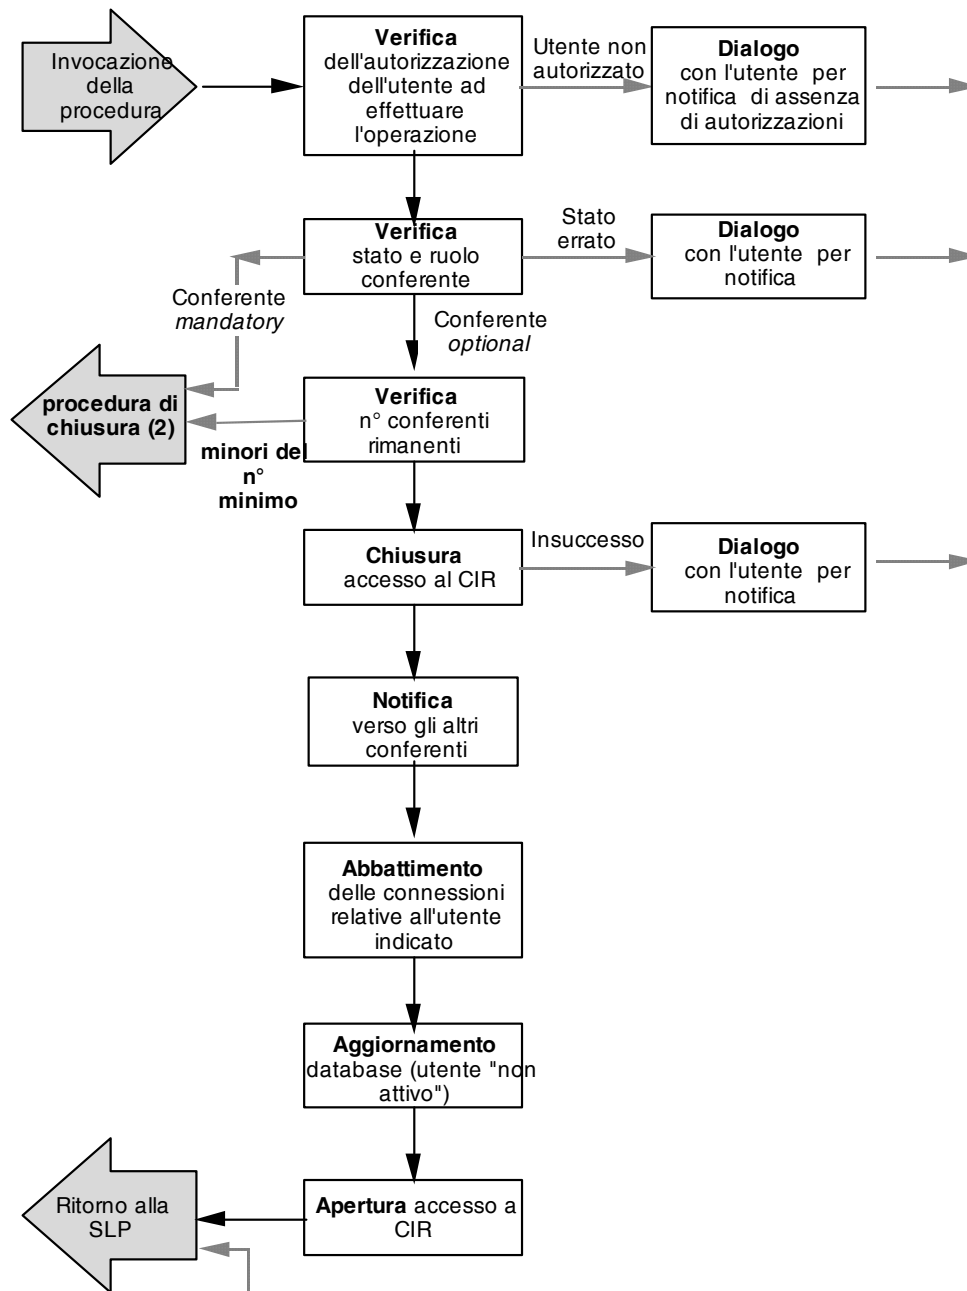 Invocazione
della
procedura
Verifica
dell'autorizzazione
dell'utente ad
effettuare
l'operazione
Utente non
autorizzato
Dialogo
con l'utente per
notifica di assenza
di autorizzazioni
Verifica
stato e ruolo
conferente
Stato
errato
Dialogo
con l'utente per
notifica
Conferente
mandatory
Conferente
optional
procedura di
chiusura (2)
Verifica
n° conferenti
rimanenti
minori del
n°
minimo
Chiusura
accesso al CIR
Insuccesso
Dialogo
con l'utente per
notifica
Notifica
verso gli altri
conferenti
Abbattimento
delle connessioni
relative all'utente
indicato
Aggiornamento
database (utente "non
attivo")
Ritorno alla
SLP
Apertura accesso a
CIR